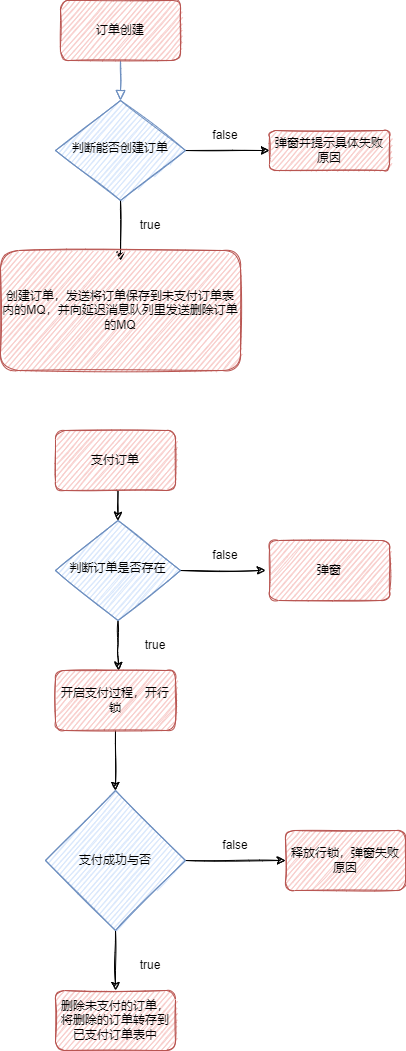 订单创建
判断能否创建订单
false
弹窗并提示具体失败
原因
true
创建订单，发送将订单保存到未支付订单表
内的MQ，并向延迟消息队列里发送删除订单
的MQ
支付订单
判断订单是否存在
false
弹窗
true
开启支付过程，开行
锁
支付成功与否
false
释放行锁，弹窗失败
原因
true
删除未支付的订单，
将删除的订单转存到
已支付订单表中